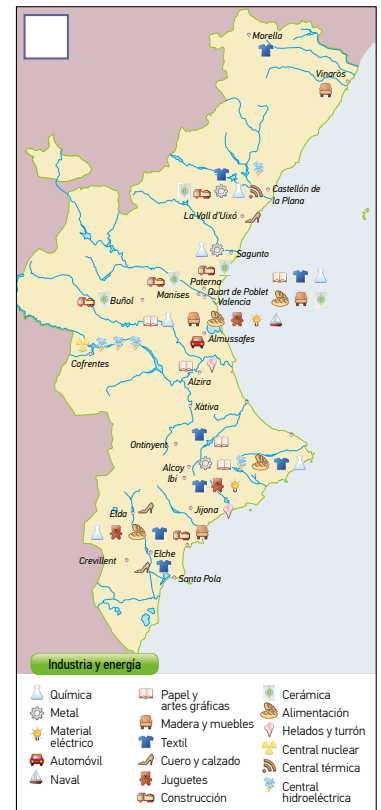 Morella
Vinaròs
Castellón de
la Plana
La Vall d'Uixó
Sagunto
Paterna
Quart de Poblet
Manises
Valencia
Buñol
Almussafes
Cofrentes
Alzira
Xàtiva
Ontinyent
Alcoy
Ibi
Jijona
Elda
Elche
Crevillent
Santa Pola
Industria y energía
Química
Metal
Material
eléctrico
Automóvil
Naval
Papel y
artes gráficas
Madera y muebles
Textil
Cuero y calzado
Juguetes
Construcción
Cerámica
Alimentación
Helados y turrón
Central nuclear
Central térmica
Central
hidroeléctrica